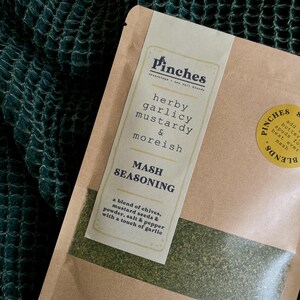 Pinches
herby
garlicy
mustardy
&
moreish
MASH
SEASONING
a blend of chives,
mustard seeds &
powder, salt & pepper
with a touch of garlic
PINCHES
BLENDS.